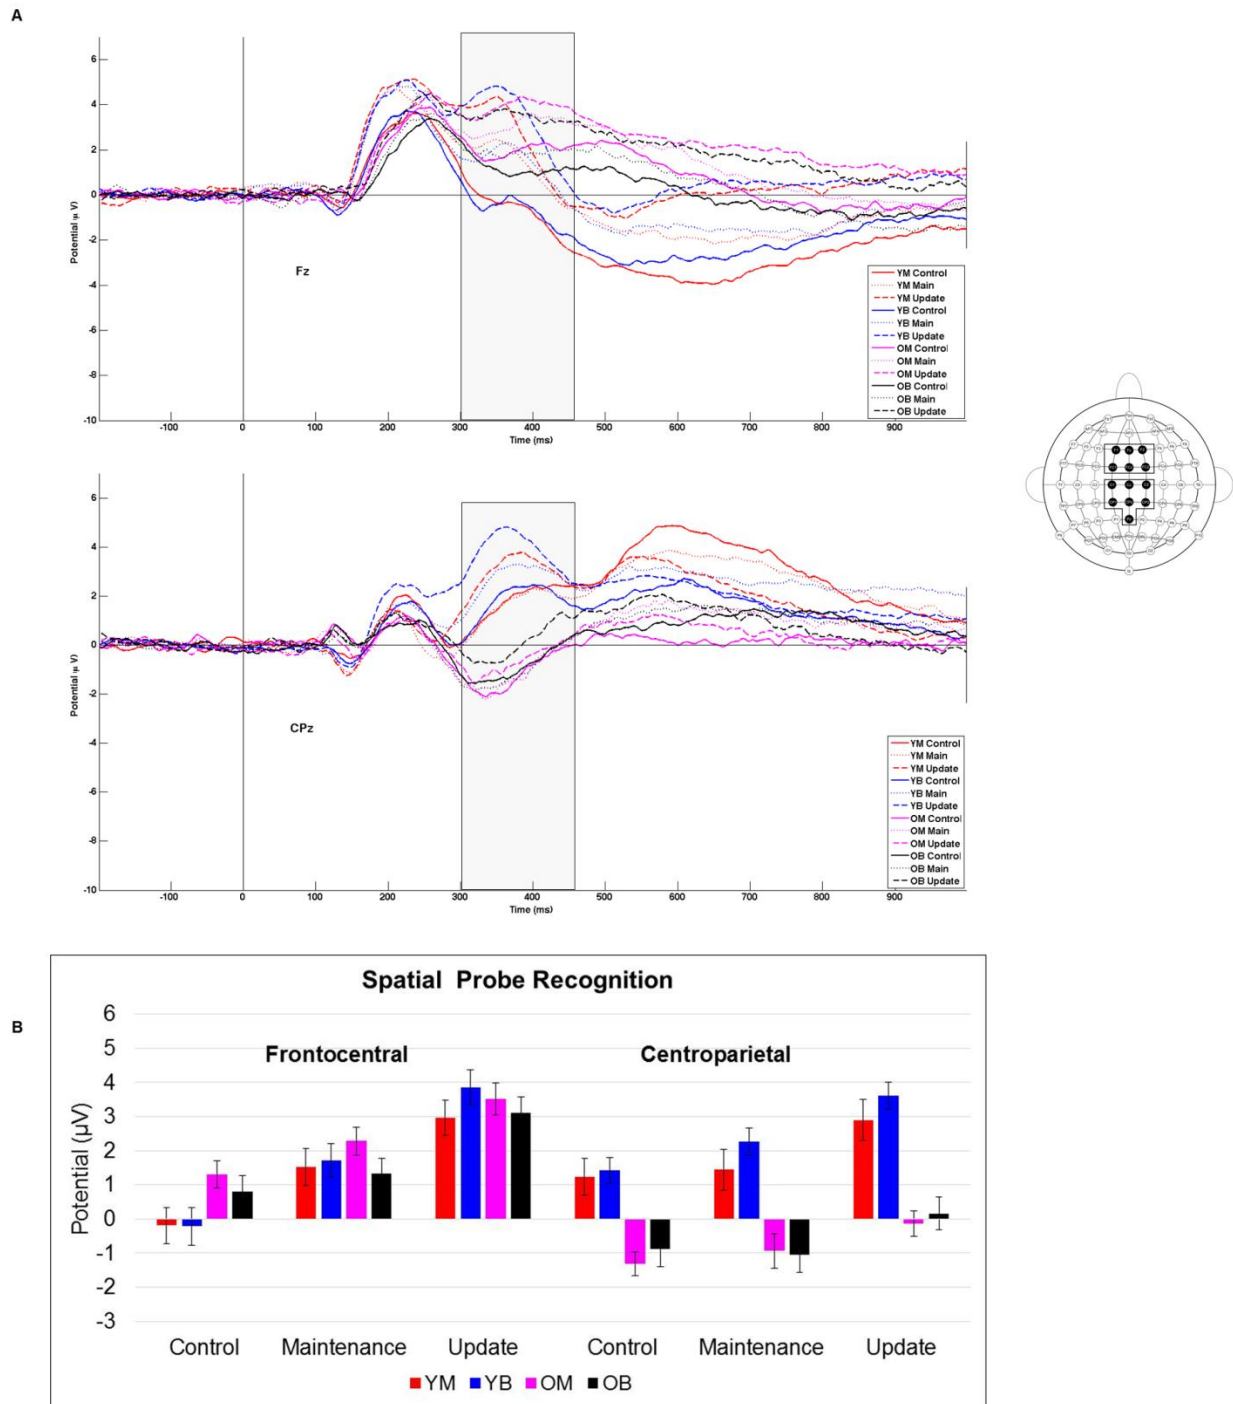 A
6
4
2
0
-2
-4
-6
-8
-10
Potential (μ V)
Fz
YM Control
YM Main
YM Update
YB Control
YB Main
YB Update
OM Control
OM Main
OM Update
OB Control
OB Main
OB Update
-100 0 100 200 300 400 500 600 700 800 900
Time (ms)
6
4
2
0
-2
-4
-6
-8
-10
Potential (μ V)
CPz
YM Control
YM Main
YM Update
YB Control
YB Main
YB Update
OM Control
OM Main
OM Update
OB Control
OB Main
OB Update
-100 0 100 200 300 400 500 600 700 800 900
Time (ms)
B
Spatial Probe Recognition
Frontocentral Centroparietal
6
5
4
3
2
1
0
-1
-2
-3
Potential (μV)
Control Maintenance Update Control Maintenance Update
YM YB OM OB